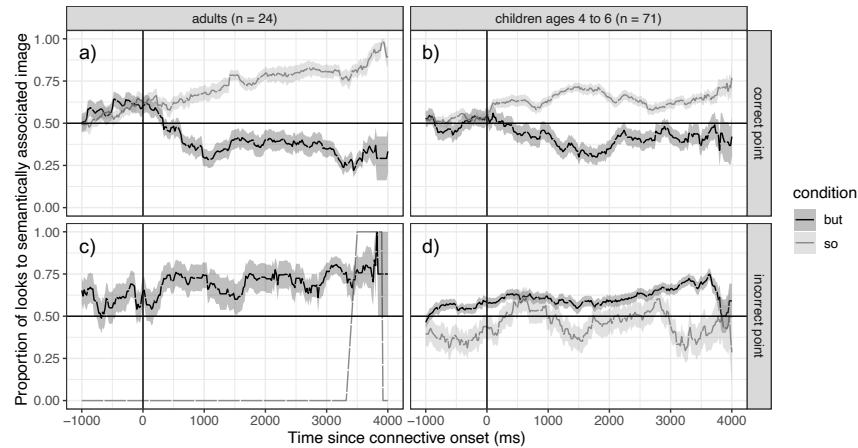 adults (n = 24)
children ages 4 to 6 (n = 71)
Proportion of looks to semantically associated image
1.00
0.75
0.50
0.25
0.00
a)
b)
correct point
1.00
0.75
0.50
0.25
0.00
c)
d)
incorrect point
condition
but
so
−1000 0 1000 2000 3000 4000 −1000 0 1000 2000 3000 4000
Time since connective onset (ms)